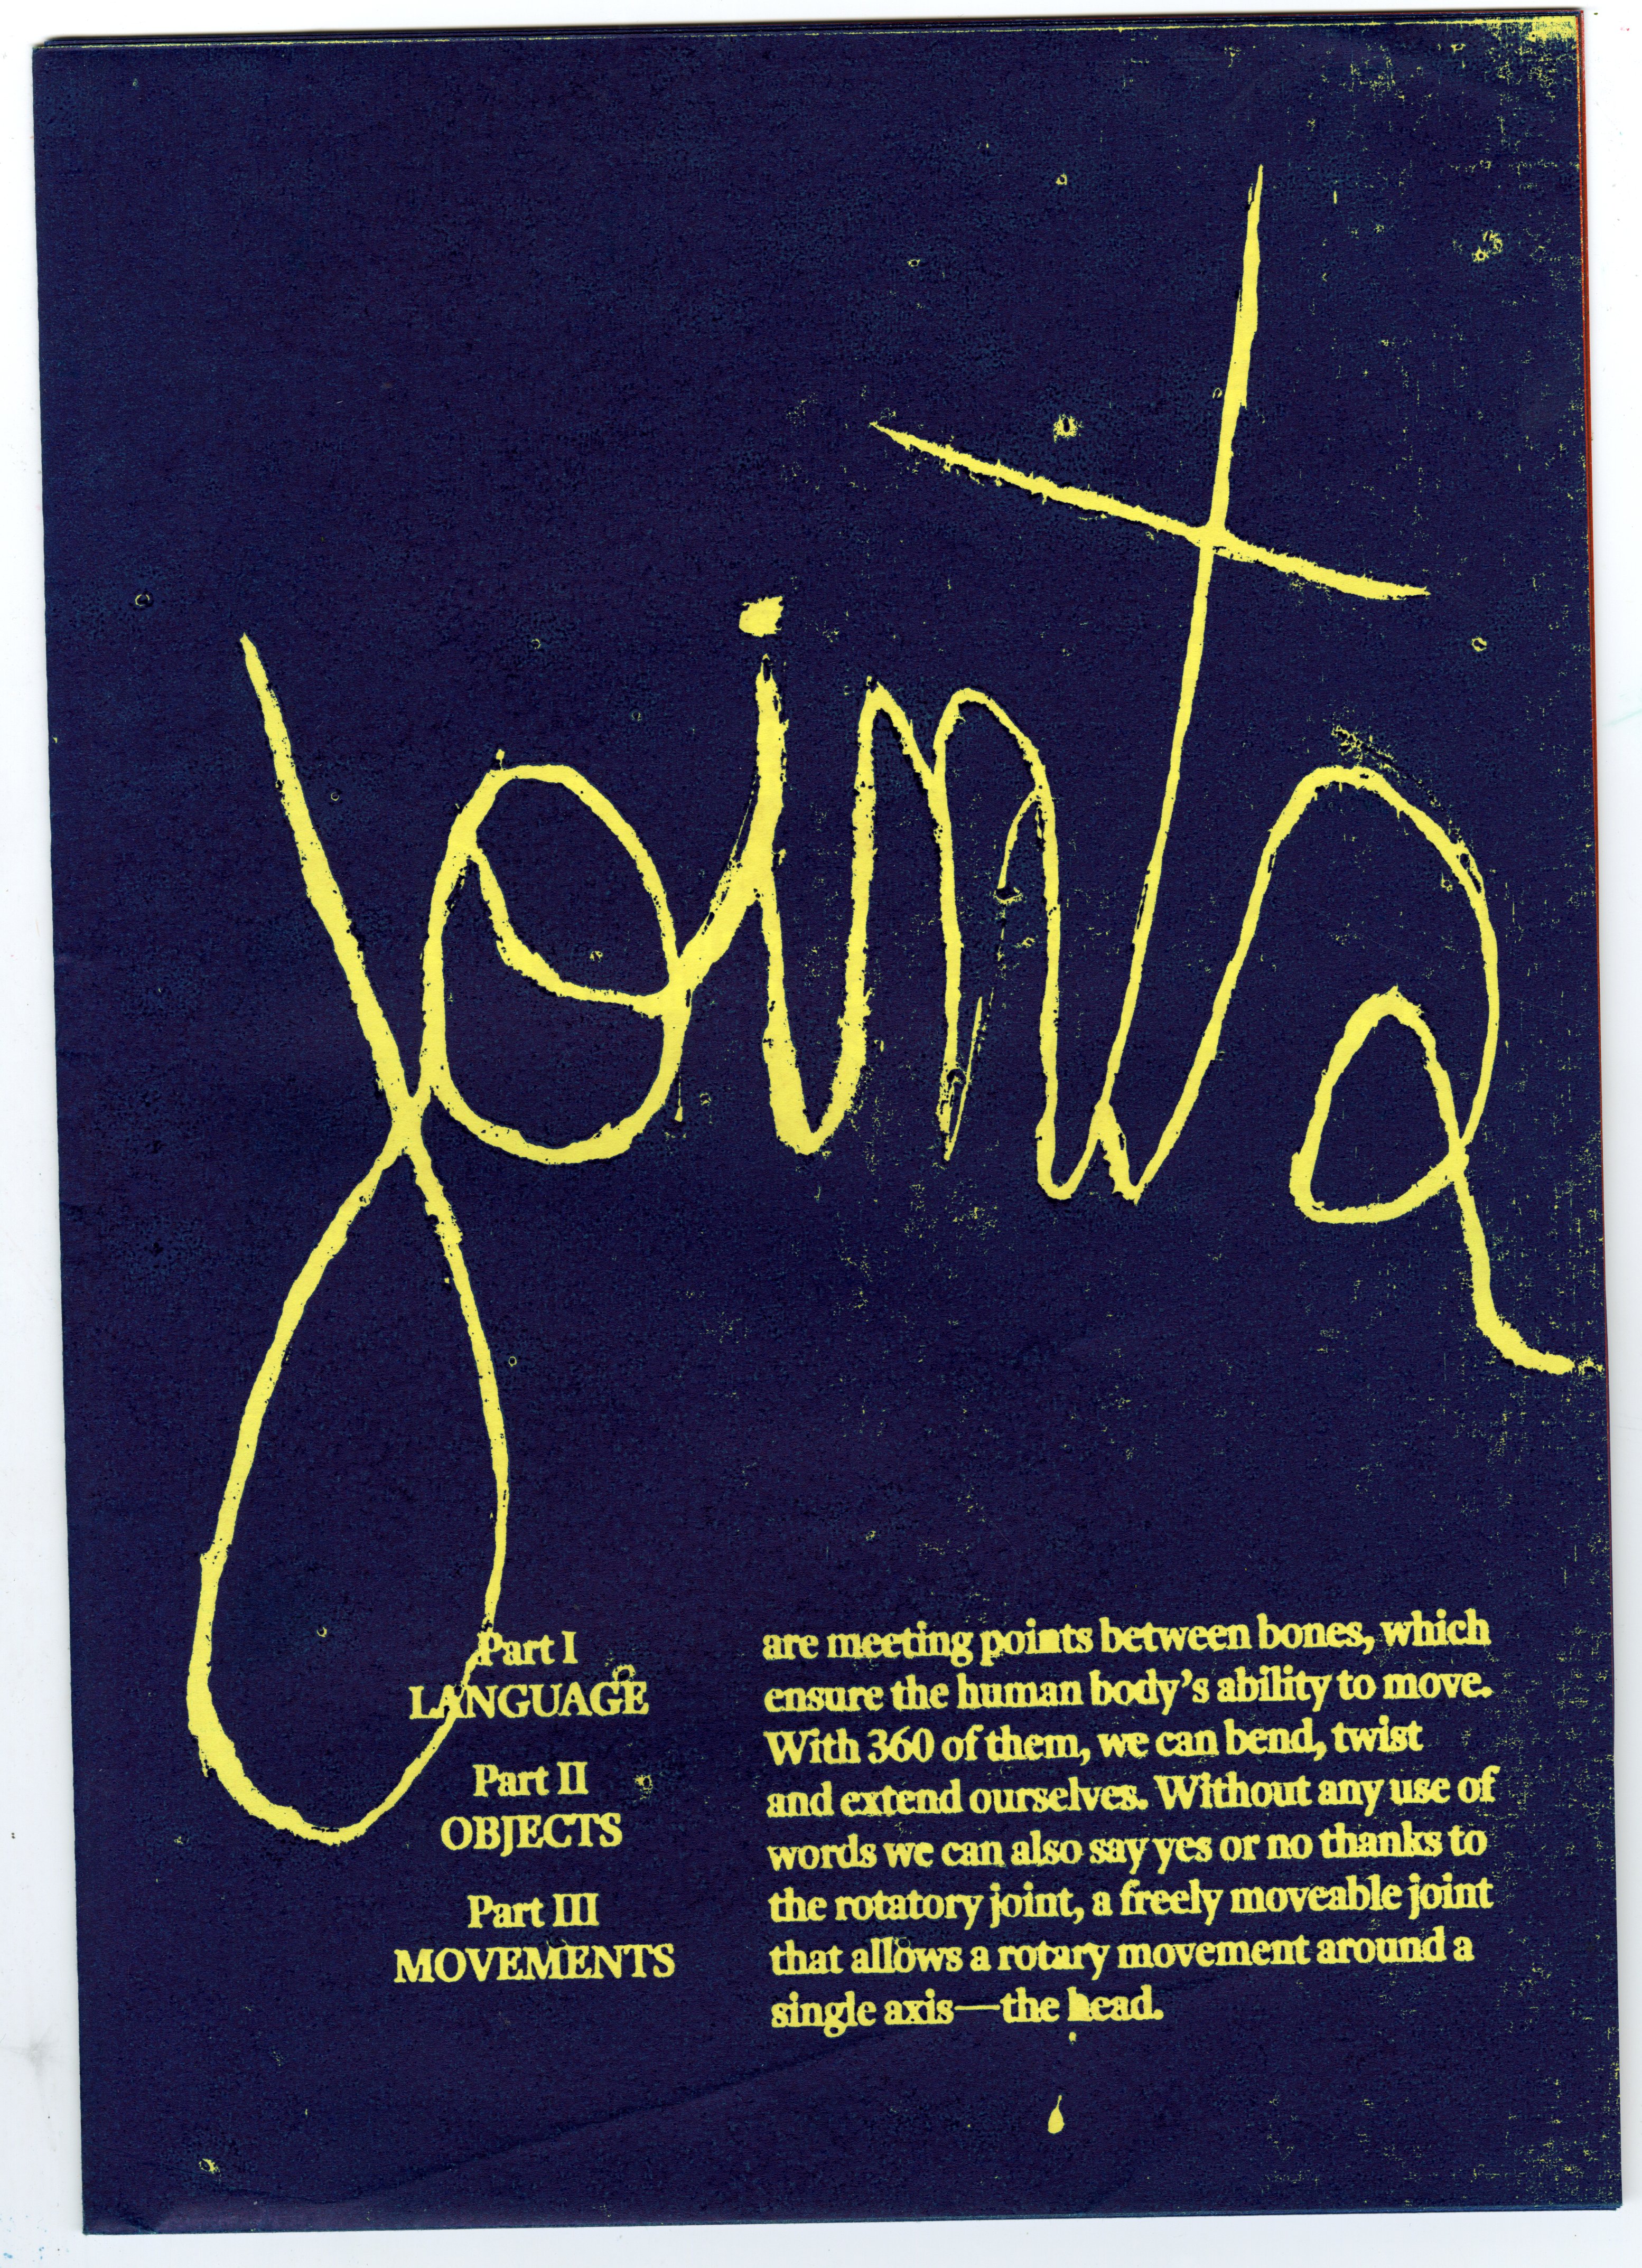 joints
Part I
LANGUAGE
Part II
OBJECTS
Part III
MOVEMENTS
are meeting points between bones, which
ensure the human body’s ability to move.
With 360 of them, we can bend, twist
and extend ourselves. Without any use of
words we can also say yes or no thanks to
the rotatory joint, a freely moveable joint
that allows a rotary movement around a
single axis—the head.